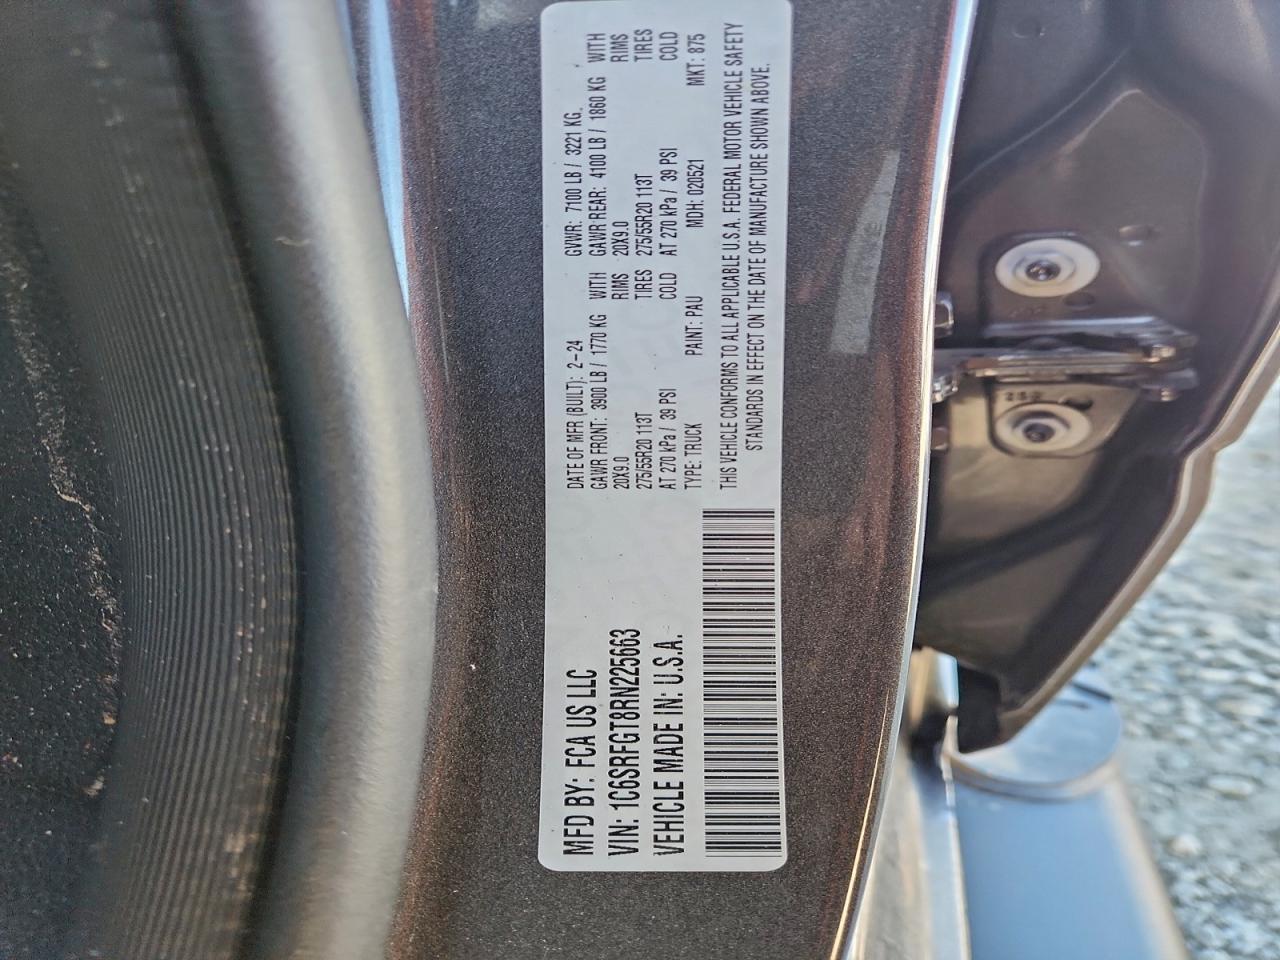 MFD BY: FCA US LLC
DATE OF MFR (BUILT): 2-24
GVWR: 7100 LB / 3221 KG.
GAWR FRONT: 3900 LB / 1770 KG WITH
GAWR REAR: 4100 LB / 1860 KG WITH
20X9.0 RIMS
20X9.0 RIMS
275/55R20 113T TIRES
275/55R20 113T TIRES
AT 270 kPa / 39 PSI COLD
AT 270 kPa / 39 PSI COLD
VIN: 1C6SRFGT8RN225663
TYPE: TRUCK
PAINT: PAU
MDH: 020521
MKT: 875
VEHICLE MADE IN: U.S.A.
THIS VEHICLE CONFORMS TO ALL APPLICABLE U.S.A. FEDERAL MOTOR VEHICLE SAFETY
STANDARDS IN EFFECT ON THE DATE OF MANUFACTURE SHOWN ABOVE.